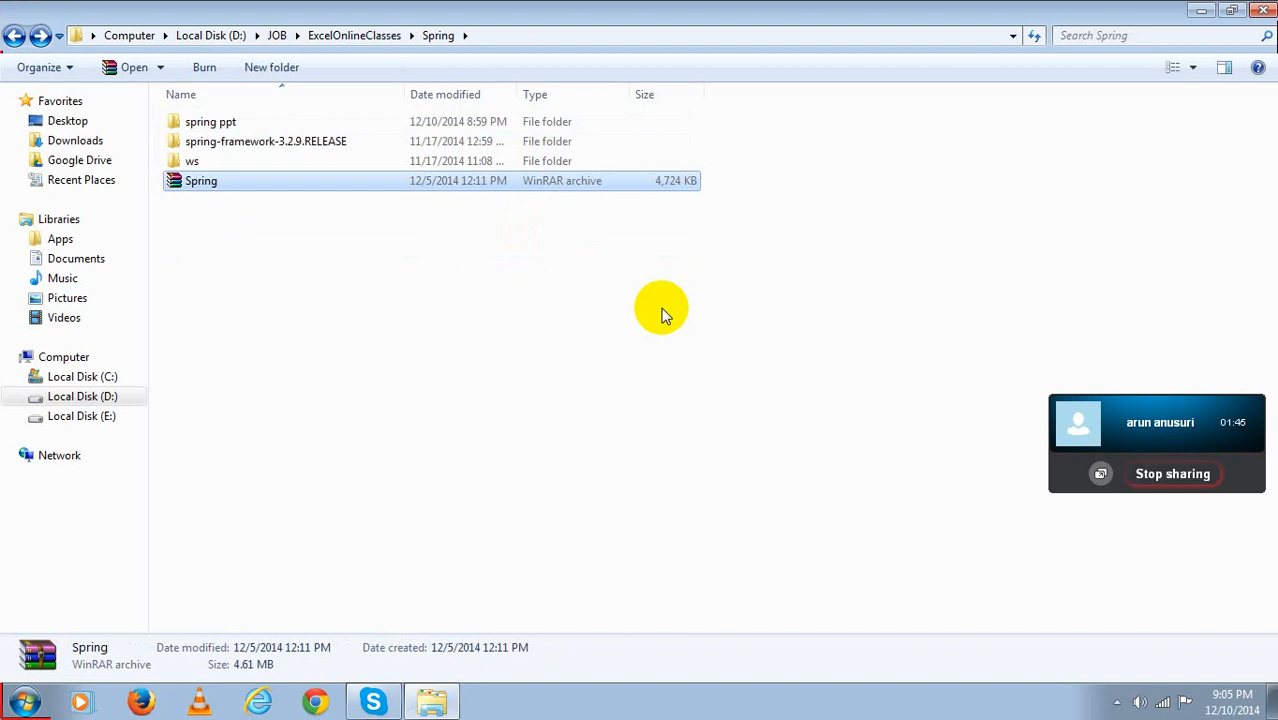 Computer Local Disk (D:) JOB ExcelOnlineClasses Spring Search Spring
Organize Open Burn New folder
Name Date modified Type Size
Favorites
Desktop
Downloads
Google Drive
Recent Places
Libraries
Apps
Documents
Music
Pictures
Videos
Computer
Local Disk (C:)
Local Disk (D:)
Local Disk (E:)
Network
spring ppt 12/10/2014 8:59 PM File folder
spring-framework-3.2.9.RELEASE 11/17/2014 12:59 ... File folder
ws 11/17/2014 11:08 ... File folder
Spring 12/5/2014 12:11 PM WinRAR archive 4,724 KB
arun anusuri 01:45
Stop sharing
Spring Date modified: 12/5/2014 12:11 PM Date created: 12/5/2014 12:11 PM
WinRAR archive Size: 4.61 MB
9:05 PM
12/10/2014